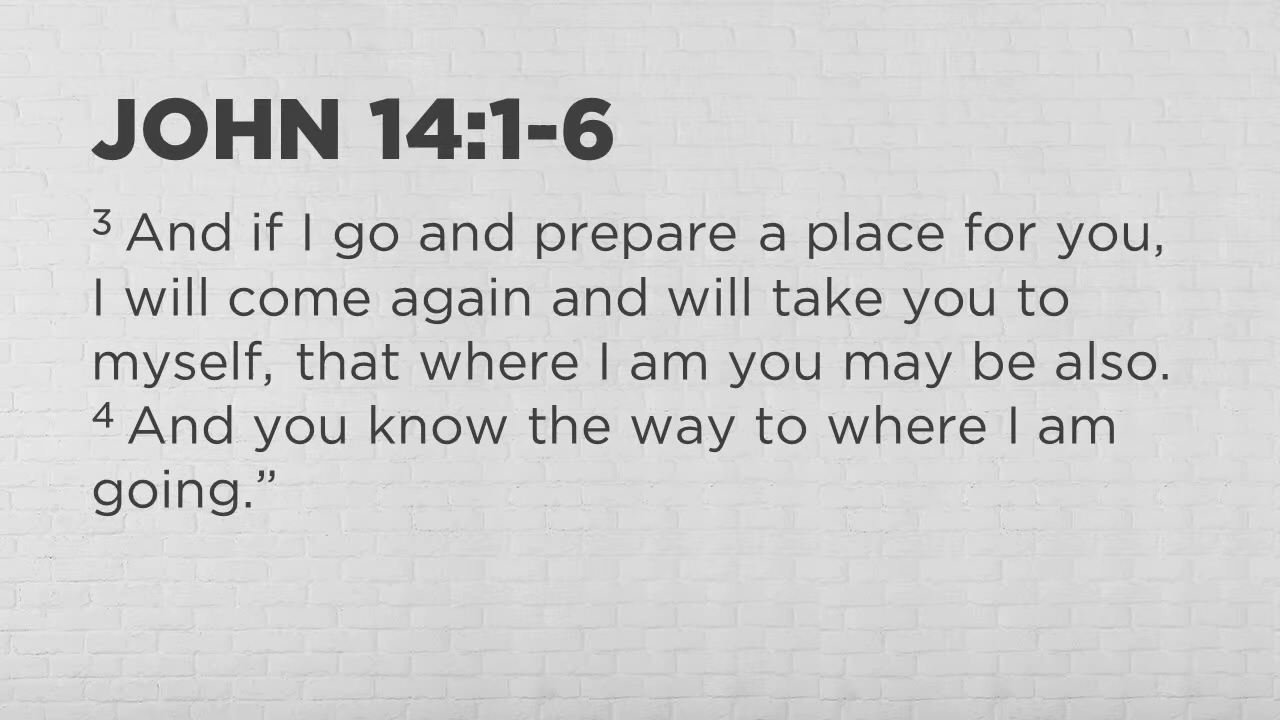 JOHN 14:1-6
³ And if I go and prepare a place for you,
I will come again and will take you to
myself, that where I am you may be also.
⁴ And you know the way to where I am
going.”